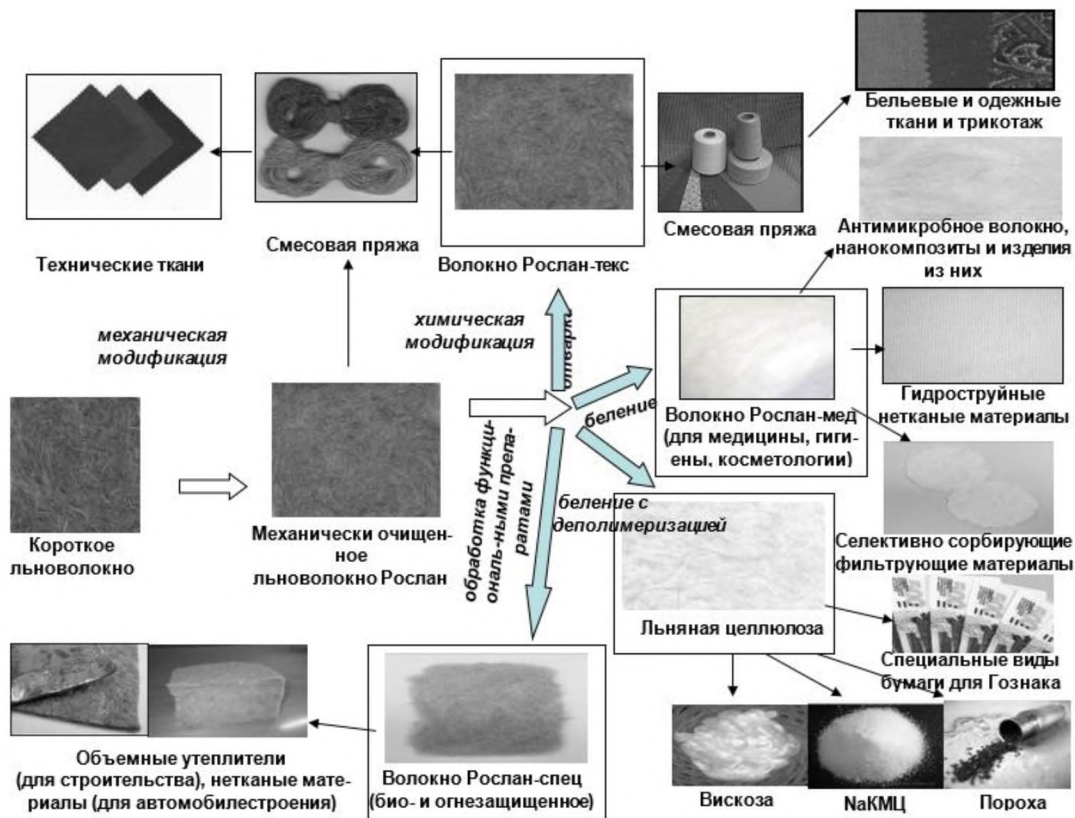 Бельевые и одежные
ткани и трикотаж
Смесовая пряжа
Смесовая пряжа
Антимикробное волокно,
нанокомпозиты и изделия
из них
Технические ткани
Волокно Рослан-текс
механическая
модификация
химическая
модификация
отварка
беление
Гидроструйные
нетканые материалы
Волокно Рослан-мед
(для медицины, гиги-
ены, косметологии)
обработка функци-
ональ-ными препа-
ратами
беление с
деполимеризацией
Короткое
льноволокно
Механически очищен-
ное
льноволокно Рослан
Селективно сорбирующие
фильтрующие материалы
Льняная целлюлоза
Специальные виды
бумаги для Гознака
Объемные утеплители
(для строительства), нетканые мате-
риалы (для автомобилестроения)
Волокно Рослан-спец
(био- и огнезащищенное)
Вискоза
NaКМЦ
Пороха